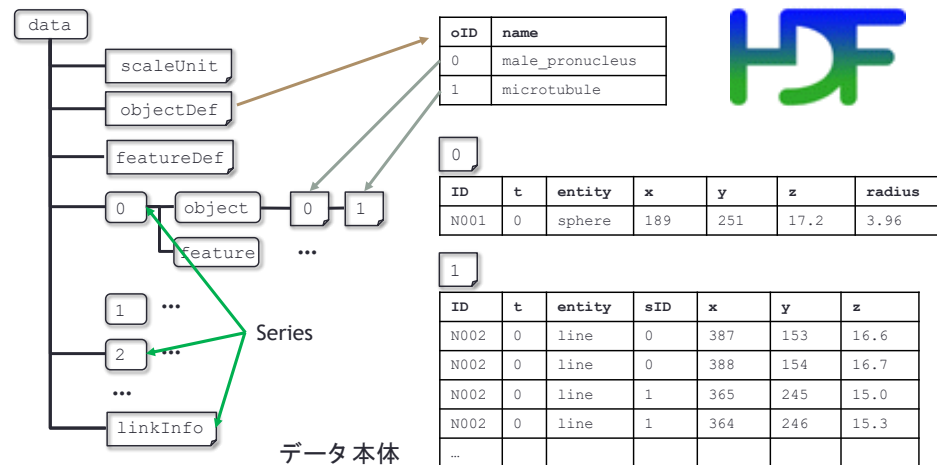 data
scaleUnit
objectDef
featureDef
0 object 0 1
feature …
1 …
2 …
…
linkInfo
Series
データ本体
oID name
0 male_pronucleus
1 microtubule
HDF
0
ID t entity x y z radius
N001 0 sphere 189 251 17.2 3.96
1
ID t entity sID x y z
N002 0 line 0 387 153 16.6
N002 0 line 0 388 154 16.7
N002 0 line 1 365 245 15.0
N002 0 line 1 364 246 15.3
…